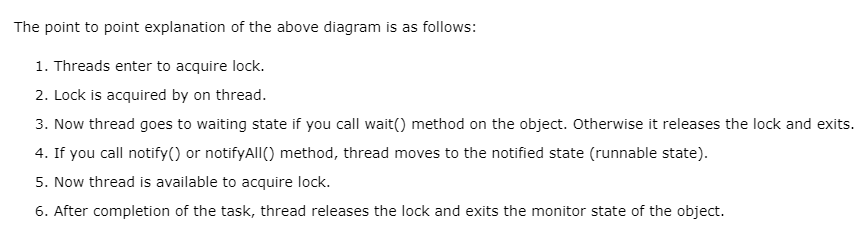 The point to point explanation of the above diagram is as follows:
1. Threads enter to acquire lock.
2. Lock is acquired by on thread.
3. Now thread goes to waiting state if you call wait() method on the object. Otherwise it releases the lock and exits.
4. If you call notify() or notifyAll() method, thread moves to the notified state (runnable state).
5. Now thread is available to acquire lock.
6. After completion of the task, thread releases the lock and exits the monitor state of the object.